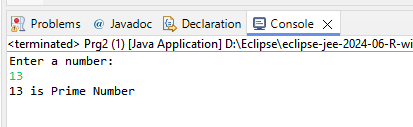 Problems Javadoc Declaration Console
<terminated> Prg2 (1) [Java Application] D:\Eclipse\eclipse-jee-2024-06-R-wi
Enter a number:
13
13 is Prime Number